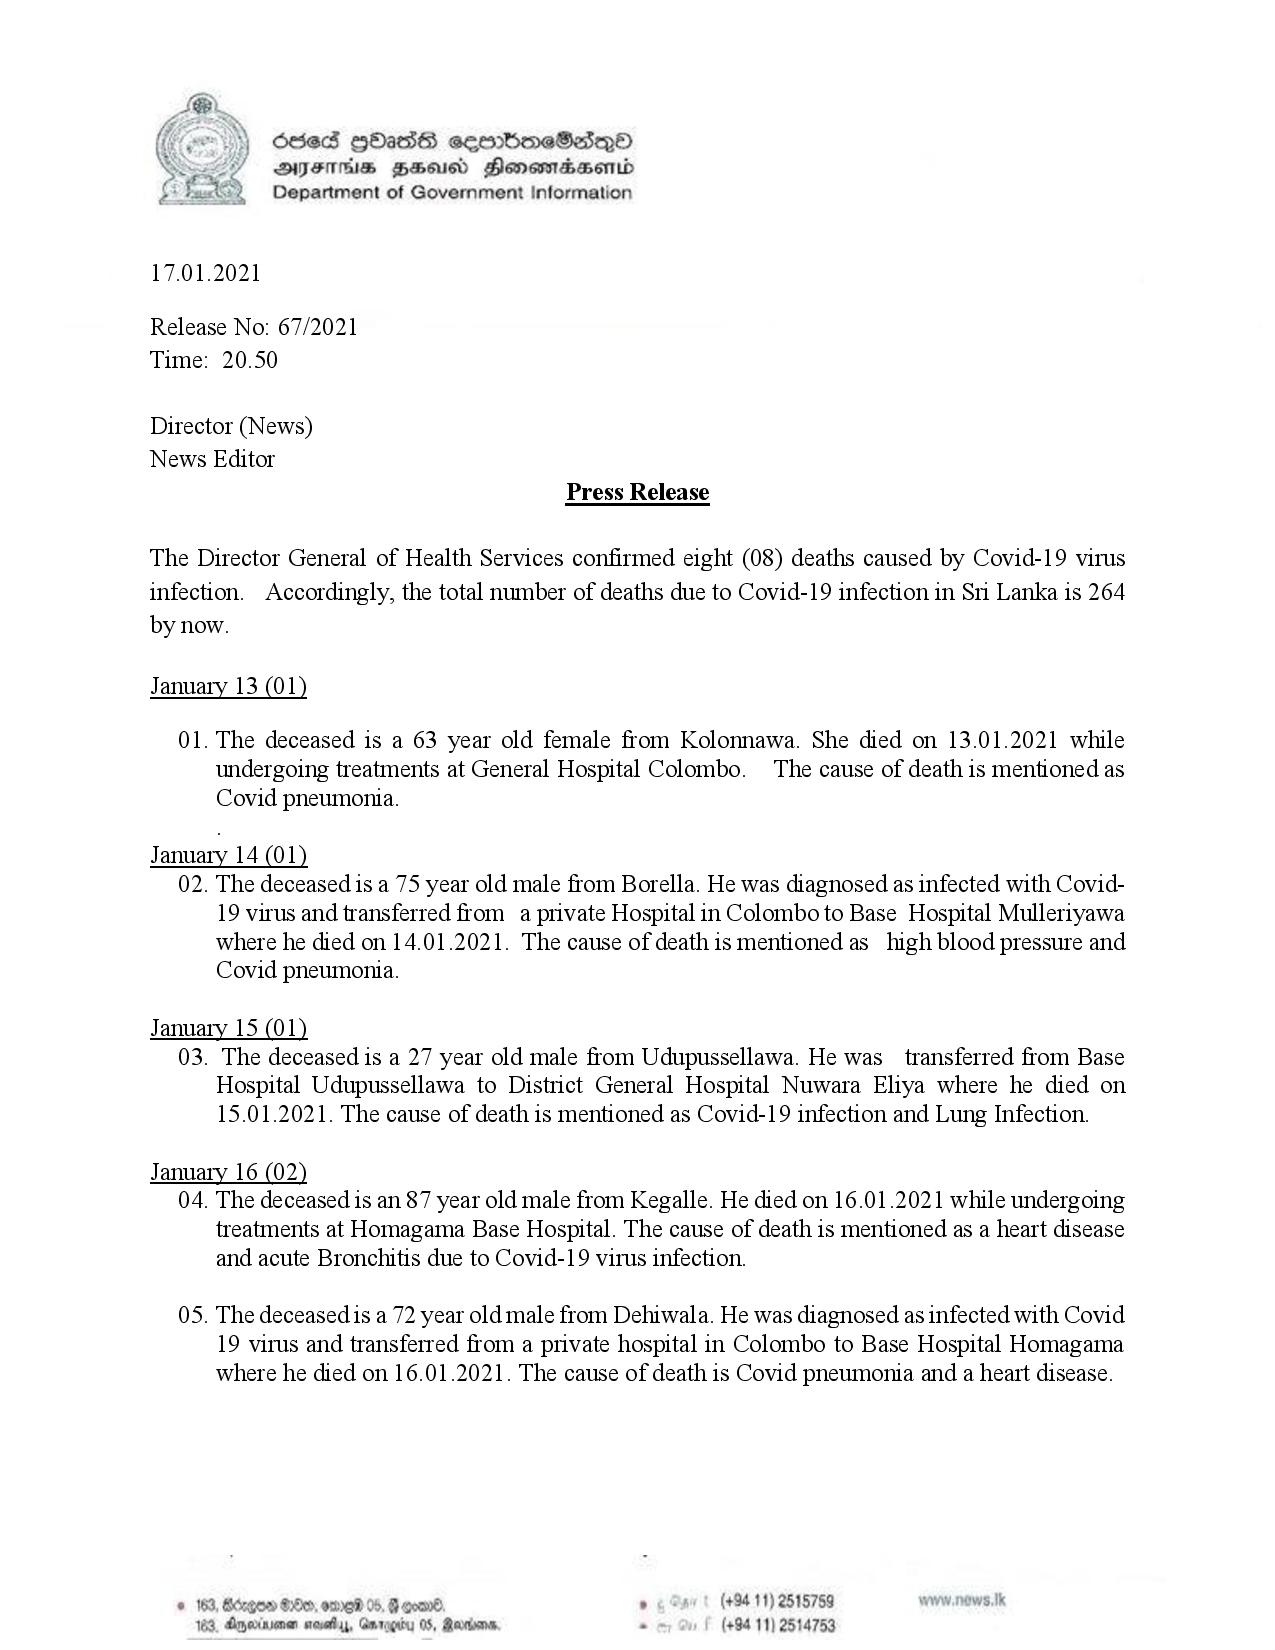 රජයේ ප්‍රවෘත්ති දෙපාර්තමේන්තුව
அரசாங்க தகவல் திணைக்களம்
Department of Government Information
17.01.2021
Release No: 67/2021
Time: 20.50
Director (News)
News Editor
Press Release
The Director General of Health Services confirmed eight (08) deaths caused by Covid-19 virus
infection. Accordingly, the total number of deaths due to Covid-19 infection in Sri Lanka is 264
by now.
January 13 (01)
01. The deceased is a 63 year old female from Kolonnawa. She died on 13.01.2021 while
undergoing treatments at General Hospital Colombo. The cause of death is mentioned as
Covid pneumonia.
.
January 14 (01)
02. The deceased is a 75 year old male from Borella. He was diagnosed as infected with Covid-
19 virus and transferred from a private Hospital in Colombo to Base Hospital Mulleriyawa
where he died on 14.01.2021. The cause of death is mentioned as high blood pressure and
Covid pneumonia.
January 15 (01)
03. The deceased is a 27 year old male from Udupussellawa. He was transferred from Base
Hospital Udupussellawa to District General Hospital Nuwara Eliya where he died on
15.01.2021. The cause of death is mentioned as Covid-19 infection and Lung Infection.
January 16 (02)
04. The deceased is an 87 year old male from Kegalle. He died on 16.01.2021 while undergoing
treatments at Homagama Base Hospital. The cause of death is mentioned as a heart disease
and acute Bronchitis due to Covid-19 virus infection.
05. The deceased is a 72 year old male from Dehiwala. He was diagnosed as infected with Covid
19 virus and transferred from a private hospital in Colombo to Base Hospital Homagama
where he died on 16.01.2021. The cause of death is Covid pneumonia and a heart disease.
163, කිරුලපන මාවත, කොළඹ 05, ශ්‍රී ලංකාව.
163, கிருலப்பனை எவனியூ, கொழும்பு 05, இலங்கை.
(+94 11) 2515759
(+94 11) 2514753
www.news.lk